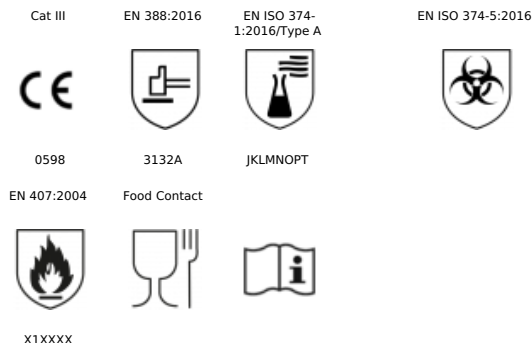 Cat III
EN 388:2016
EN ISO 374-
1:2016/Type A
EN ISO 374-5:2016
CE
0598
3132A
JKLMNOPT
EN 407:2004
Food Contact
i
X1XXXX